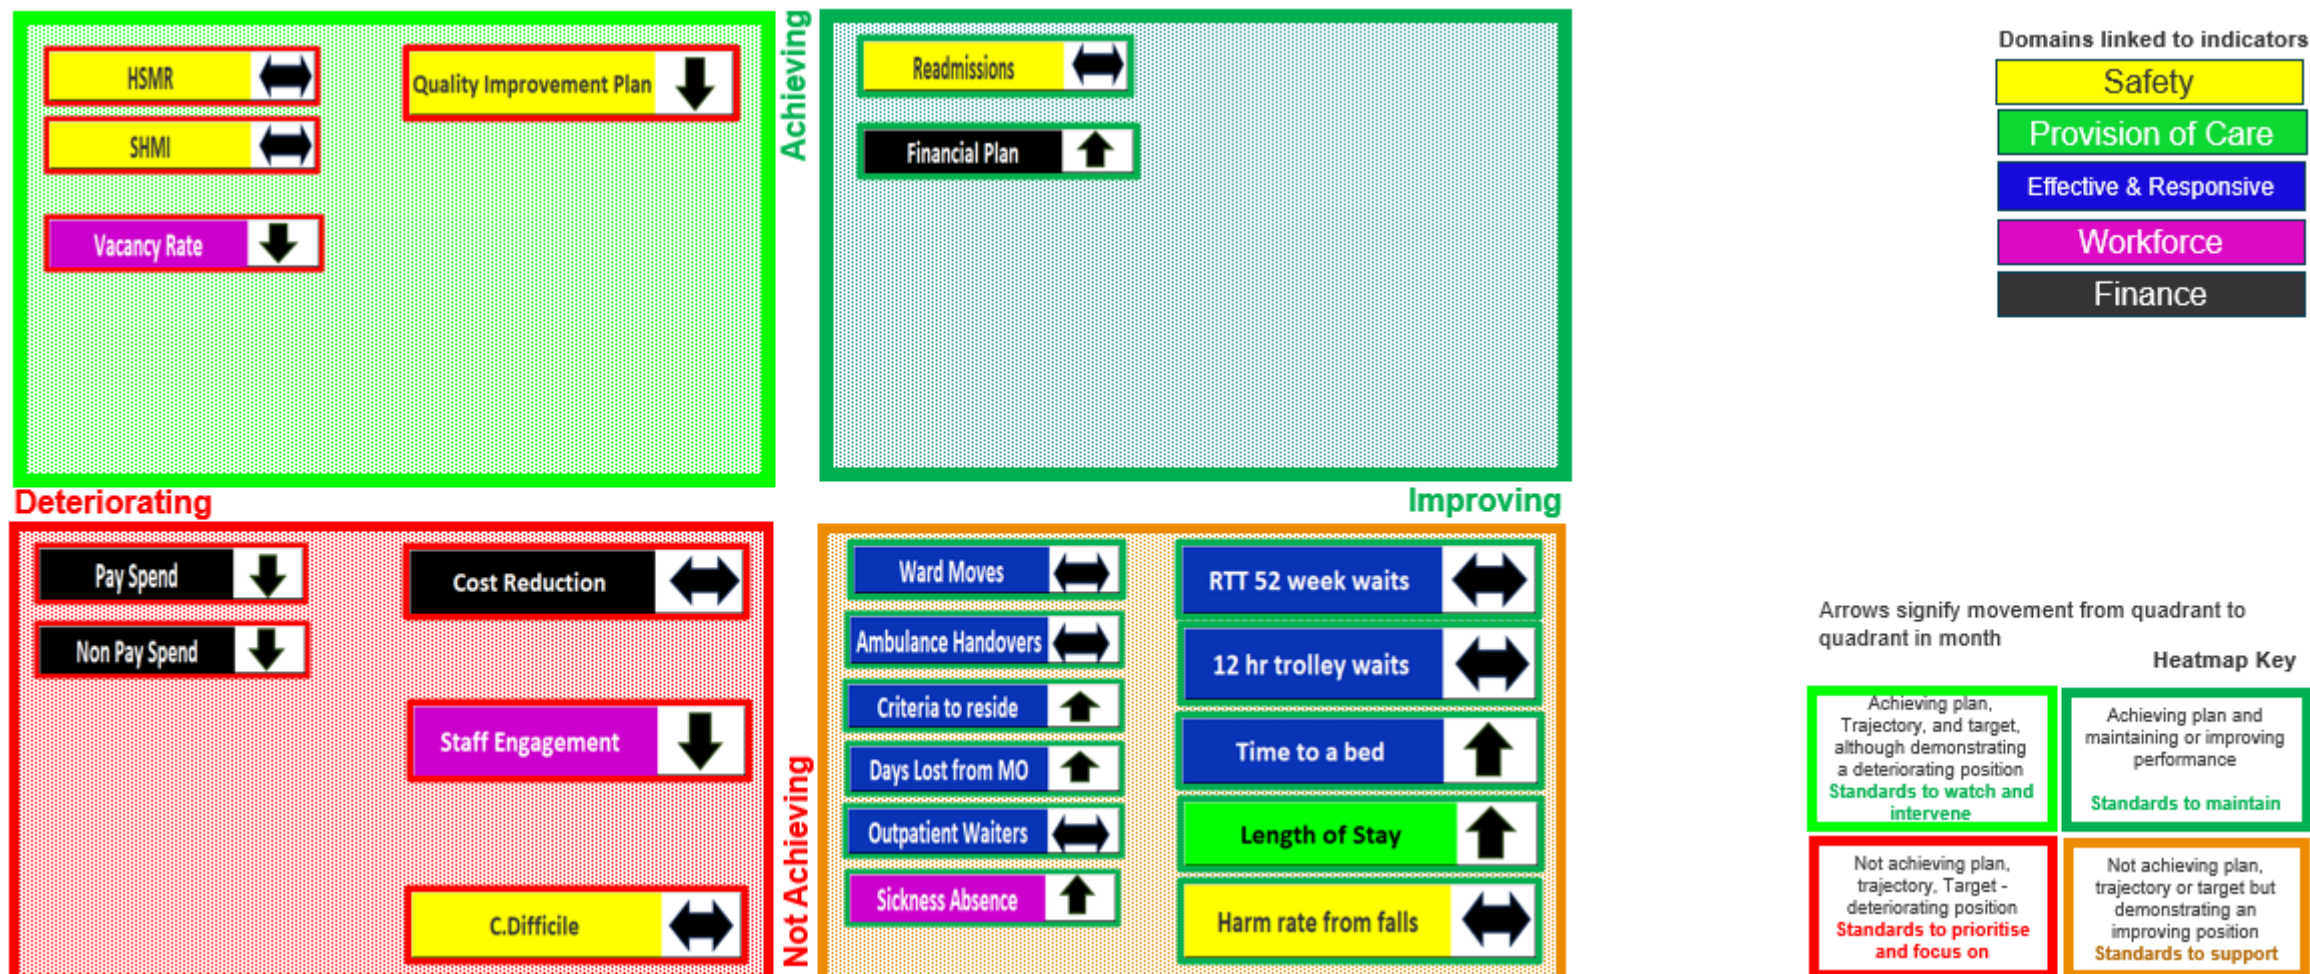 HSMR
Quality Improvement Plan
SHMI
Vacancy Rate
Achieving
Readmissions
Financial Plan
Domains linked to indicators
Safety
Provision of Care
Effective & Responsive
Workforce
Finance
Deteriorating
Improving
Pay Spend
Cost Reduction
Non Pay Spend
Staff Engagement
C.Difficile
Not Achieving
Ward Moves
RTT 52 week waits
Ambulance Handovers
12 hr trolley waits
Criteria to reside
Time to a bed
Days Lost from MO
Outpatient Waiters
Length of Stay
Sickness Absence
Harm rate from falls
Arrows signify movement from quadrant to
quadrant in month
Heatmap Key
Achieving plan,
Trajectory, and target,
although demonstrating
a deteriorating position
Standards to watch and
intervene
Achieving plan and
maintaining or improving
performance
Standards to maintain
Not achieving plan,
trajectory, Target -
deteriorating position
Standards to prioritise
and focus on
Not achieving plan,
trajectory or target but
demonstrating an
improving position
Standards to support